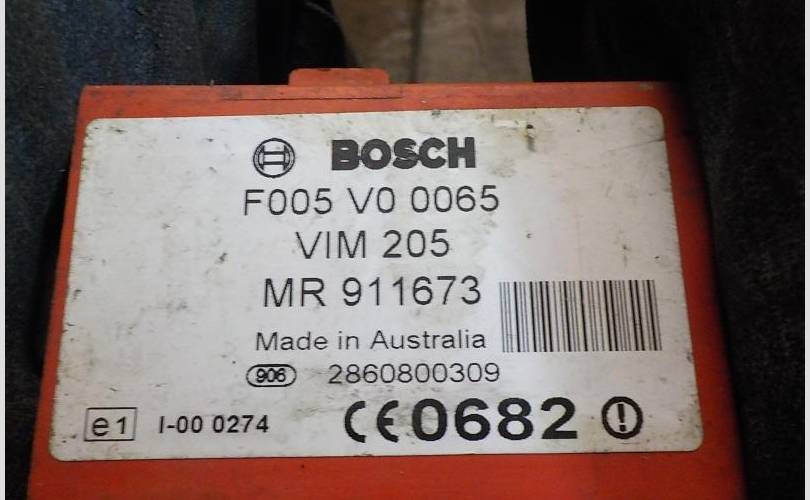 BOSCH
F005 V0 0065
VIM 205
MR 911673
Made in Australia
906 2860800309
e1 I-00 0274 CE0682 !